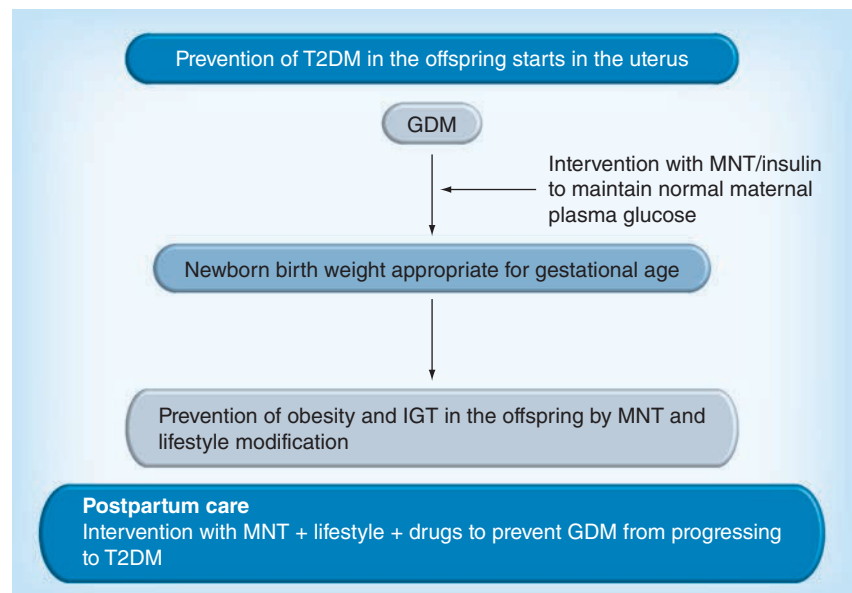 Prevention of T2DM in the offspring starts in the uterus
GDM
Intervention with MNT/insulin
to maintain normal maternal
plasma glucose
Newborn birth weight appropriate for gestational age
Prevention of obesity and IGT in the offspring by MNT and
lifestyle modification
Postpartum care
Intervention with MNT + lifestyle + drugs to prevent GDM from progressing
to T2DM